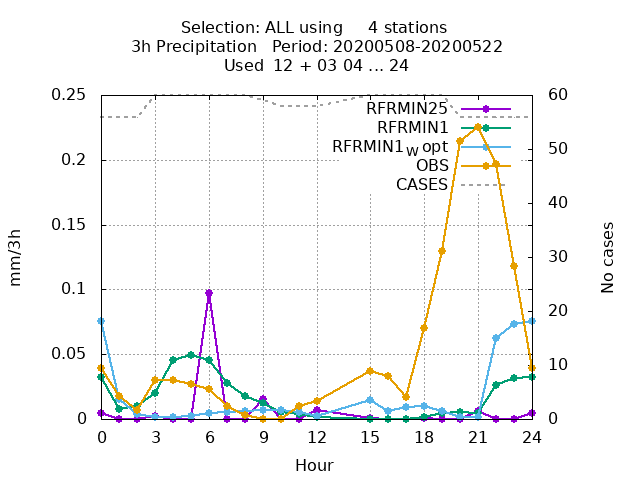 Selection: ALL using 4 stations
3h Precipitation Period: 20200508-20200522
Used 12 + 03 04 ... 24
0.25
0.2
0.15
0.1
0.05
0
mm/3h
RFRMIN25
RFRMIN1
RFRMIN1w opt
OBS
CASES
60
50
40
30
20
10
0
No cases
0 3 6 9 12 15 18 21 24
Hour